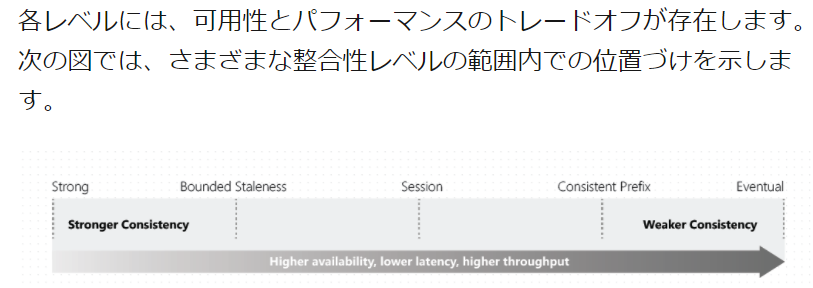 各レベルには、可用性とパフォーマンスのトレードオフが存在します。
次の図では、さまざまな整合性レベルの範囲内での位置づけを示しま
す。
Strong Bounded Staleness Session Consistent Prefix Eventual
Stronger Consistency Weaker Consistency
Higher availability, lower latency, higher throughput